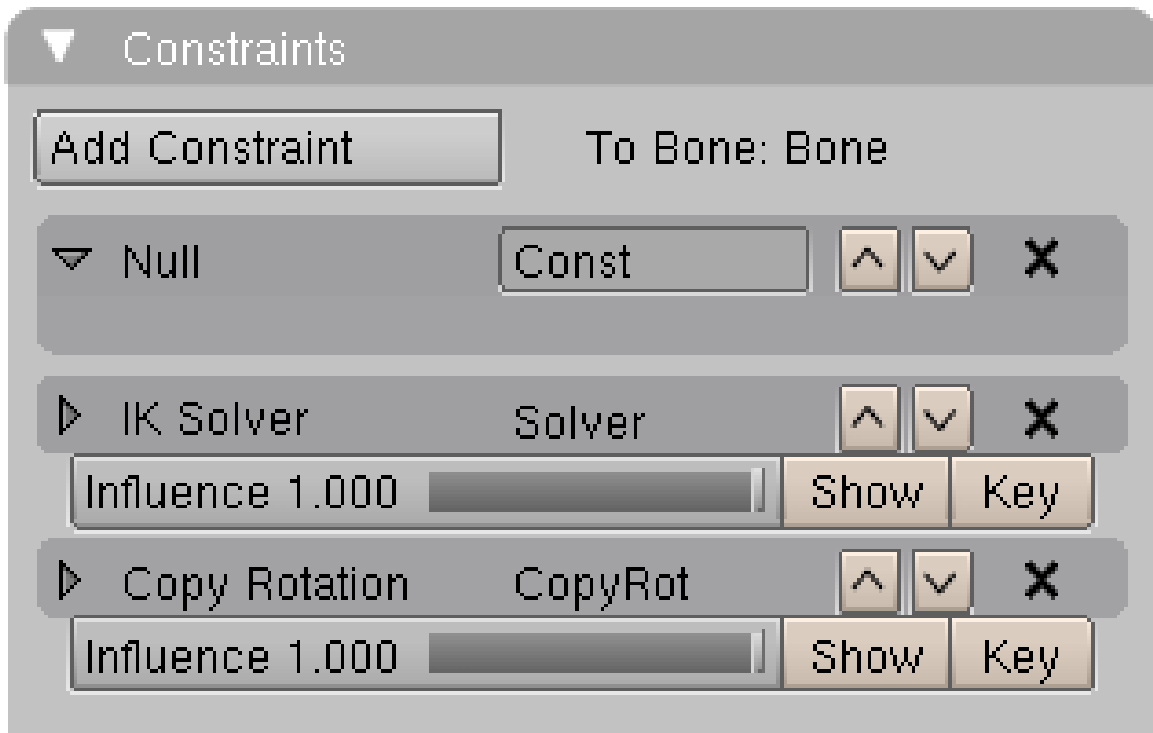 Constraints
Add Constraint To Bone: Bone
Null Const
IK Solver Solver
Influence 1.000 Show Key
Copy Rotation CopyRot
Influence 1.000 Show Key